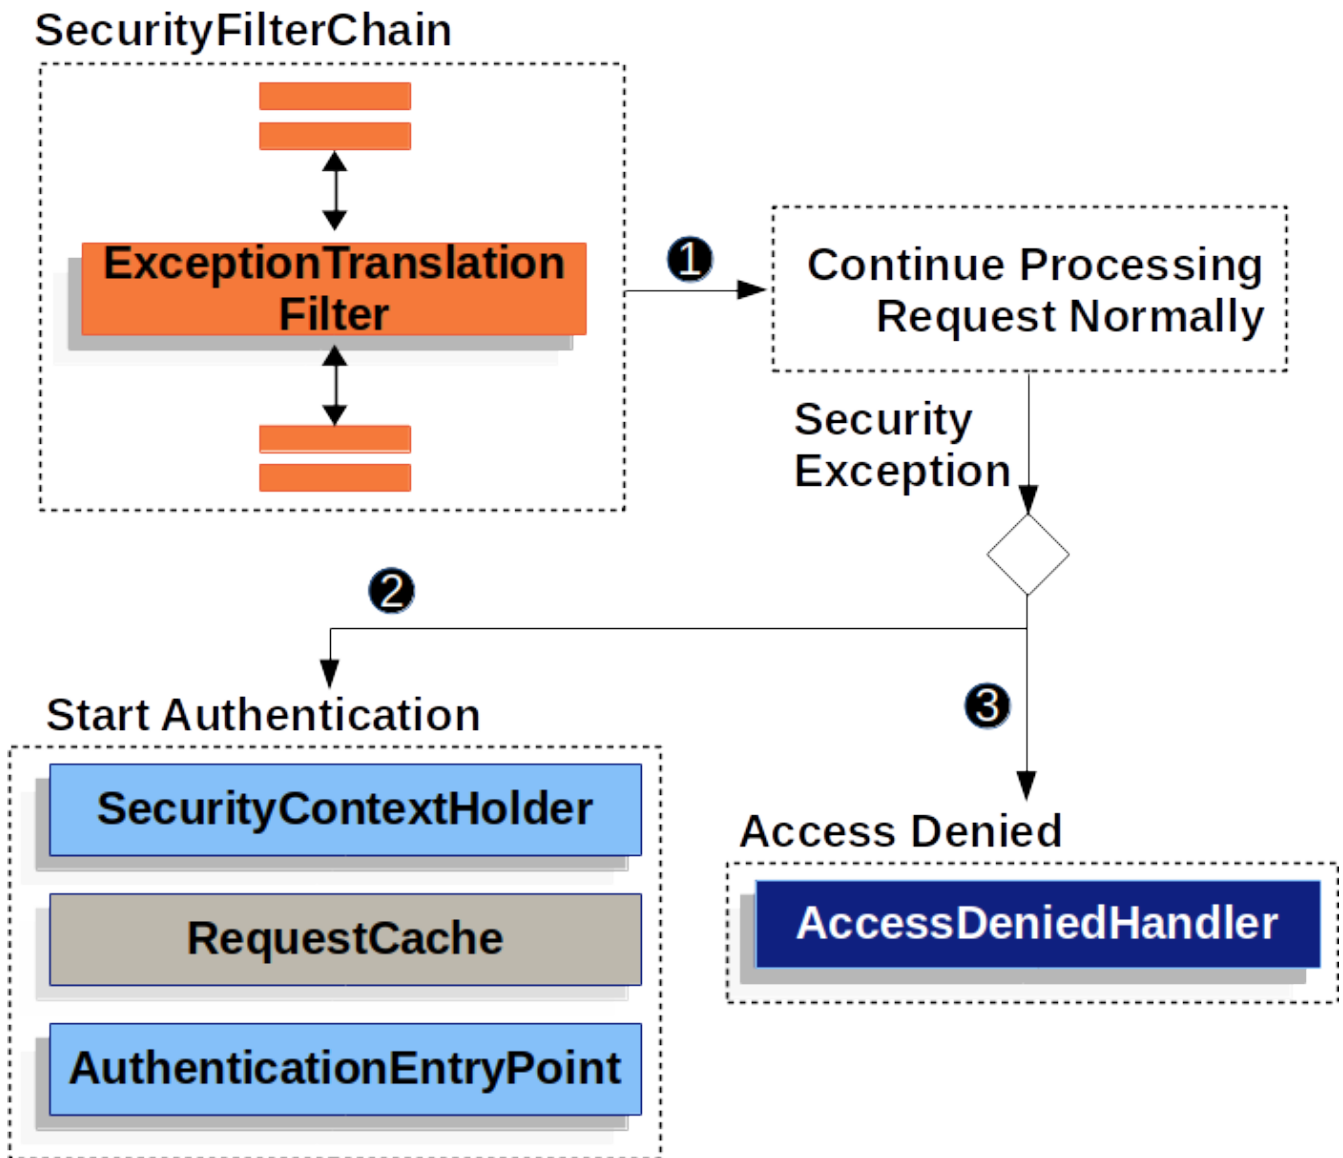 SecurityFilterChain
ExceptionTranslation
Filter
1
Continue Processing
Request Normally
Security
Exception
2
3
Start Authentication
SecurityContextHolder
RequestCache
AuthenticationEntryPoint
Access Denied
AccessDeniedHandler